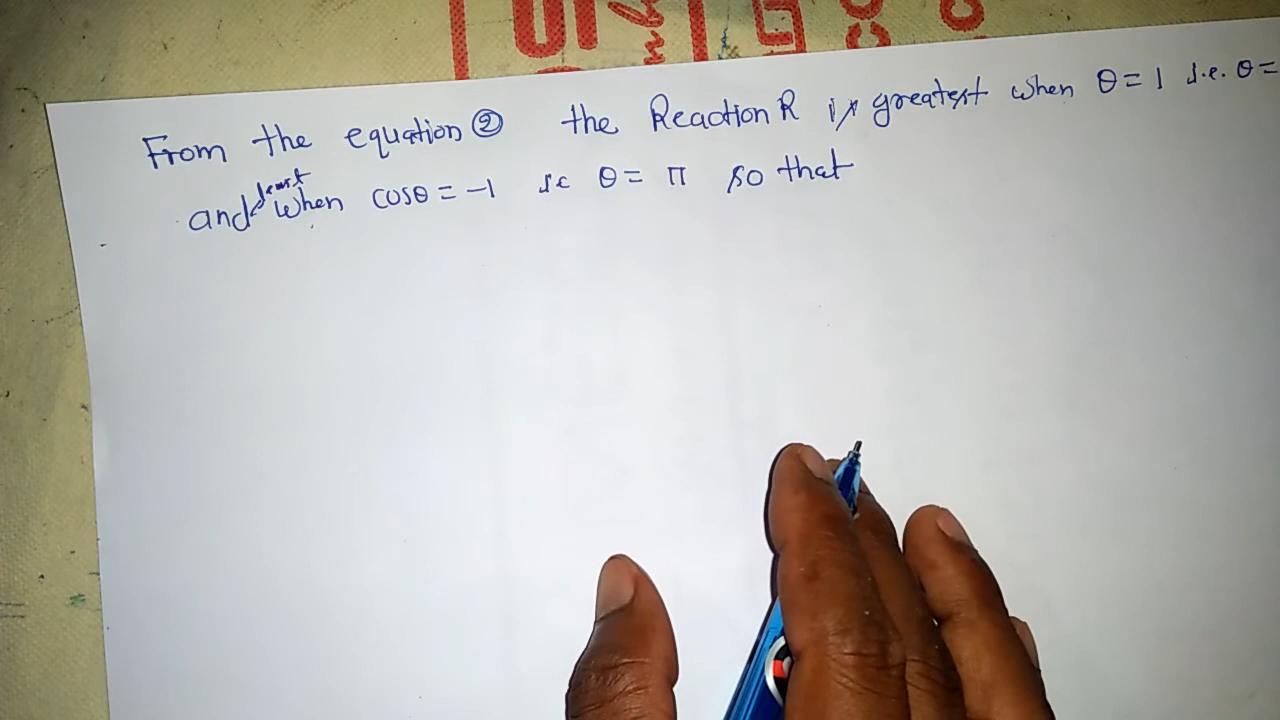 From the equation ② the Reaction R is greatest when θ = 1 i.e. θ =
least
and when cosθ = -1 i.e θ = π so that